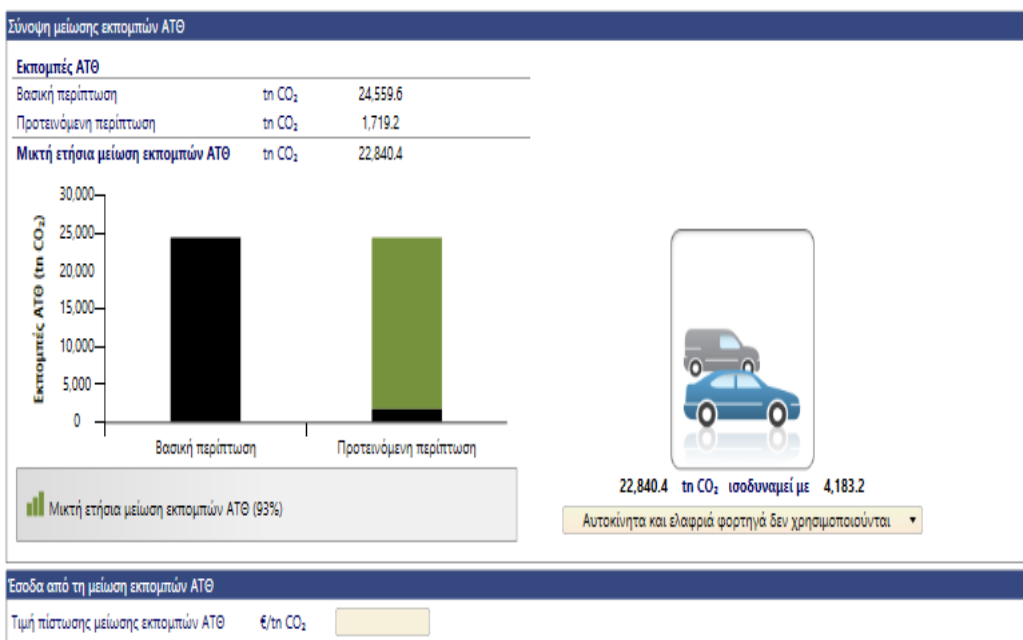 Σύνοψη μείωσης εκπομπών ΑΤΘ
Εκπομπές ΑΤΘ
Βασική περίπτωση tn CO₂ 24,559.6
Προτεινόμενη περίπτωση tn CO₂ 1,719.2
Μικτή ετήσια μείωση εκπομπών ΑΤΘ tn CO₂ 22,840.4
Εκπομπές ΑΤΘ (tn CO₂)
30,000
25,000
20,000
15,000
10,000
5,000
0
Βασική περίπτωση Προτεινόμενη περίπτωση
Μικτή ετήσια μείωση εκπομπών ΑΤΘ (93%)
22,840.4 tn CO₂ ισοδυναμεί με 4,183.2
Αυτοκίνητα και ελαφριά φορτηγά δεν χρησιμοποιούνται
Έσοδα από τη μείωση εκπομπών ΑΤΘ
Τιμή πίστωσης μείωσης εκπομπών ΑΤΘ €/tn CO₂